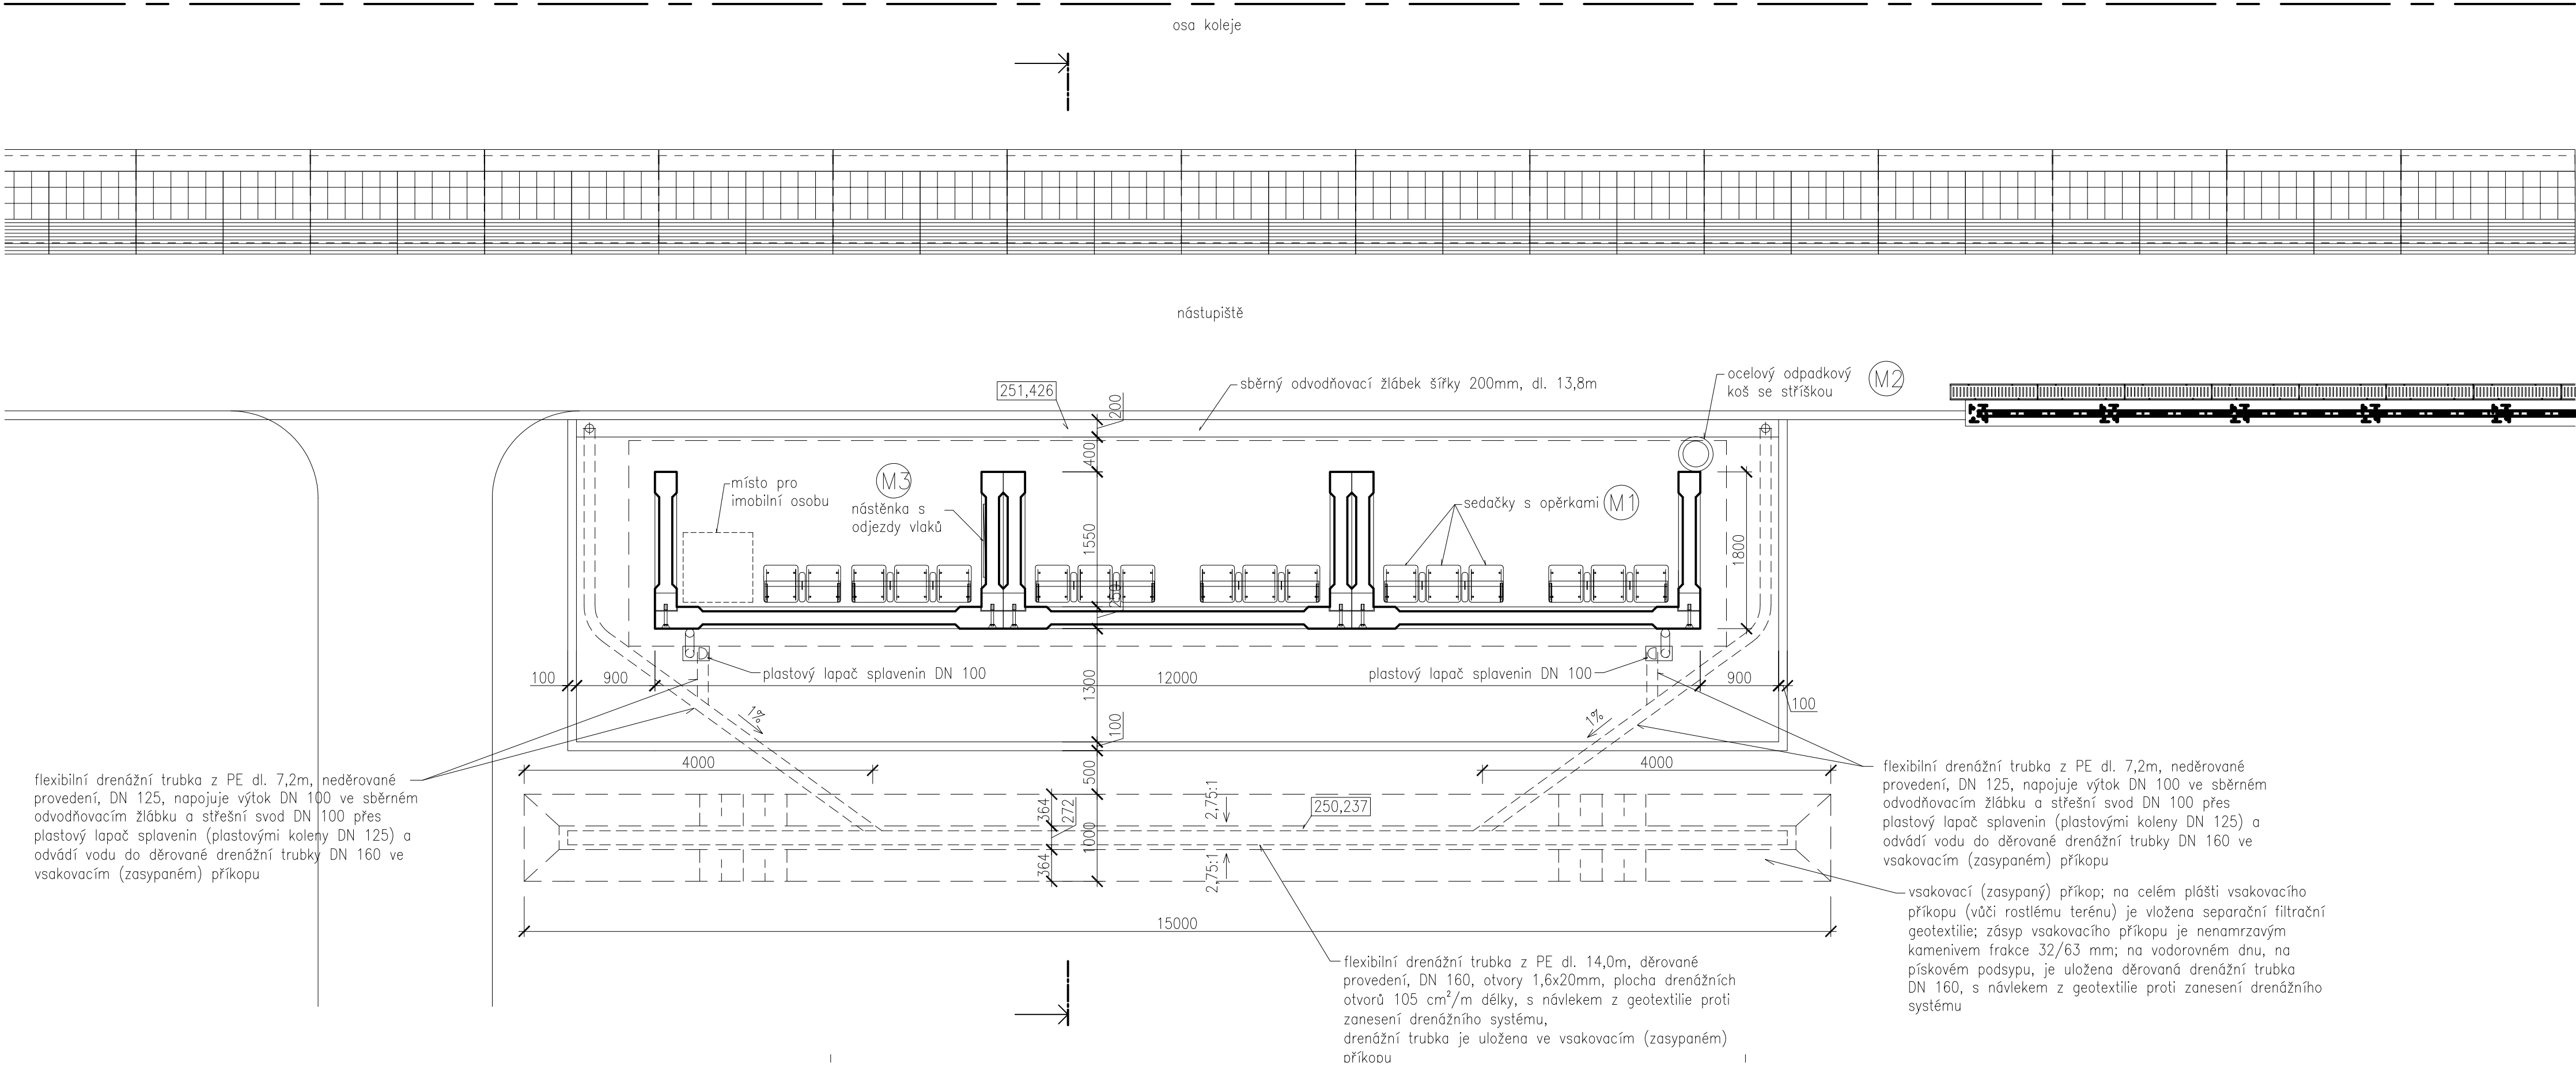 osa koleje
nástupiště
251,426
200
sběrný odvodňovací žlábek šířky 200mm, dl. 13,8m
ocelový odpadkový
koš se stříškou
M2
400
místo pro
imobilní osobu
M3
nástěnka s
odjezdy vlaků
sedačky s opěrkami
M1
1550
1800
250
plastový lapač splavenin DN 100
plastový lapač splavenin DN 100
100
900
12000
900
100
1300
1%
1%
100
4000
4000
500
flexibilní drenážní trubka z PE dl. 7,2m, neděrované
provedení, DN 125, napojuje výtok DN 100 ve sběrném
odvodňovacím žlábku a střešní svod DN 100 přes
plastový lapač splavenin (plastovými koleny DN 125) a
odvádí vodu do děrované drenážní trubky DN 160 ve
vsakovacím (zasypaném) příkopu
364
272
1000
364
2,75:1
2,75:1
250,237
flexibilní drenážní trubka z PE dl. 7,2m, neděrované
provedení, DN 125, napojuje výtok DN 100 ve sběrném
odvodňovacím žlábku a střešní svod DN 100 přes
plastový lapač splavenin (plastovými koleny DN 125) a
odvádí vodu do děrované drenážní trubky DN 160 ve
vsakovacím (zasypaném) příkopu
15000
vsakovací (zasypaný) příkop; na celém plášti vsakovacího
příkopu (vůči rostlému terénu) je vložena separační filtrační
geotextilie; zásyp vsakovacího příkopu je nenamrzavým
kamenivem frakce 32/63 mm; na vodorovném dnu, na
pískovém podsypu, je uložena děrovaná drenážní trubka
DN 160, s návlekem z geotextilie proti zanesení drenážního
systému
flexibilní drenážní trubka z PE dl. 14,0m, děrované
provedení, DN 160, otvory 1,6x20mm, plocha drenážních
otvorů 105 cm²/m délky, s návlekem z geotextilie proti
zanesení drenážního systému,
drenážní trubka je uložena ve vsakovacím (zasypaném)
příkopu